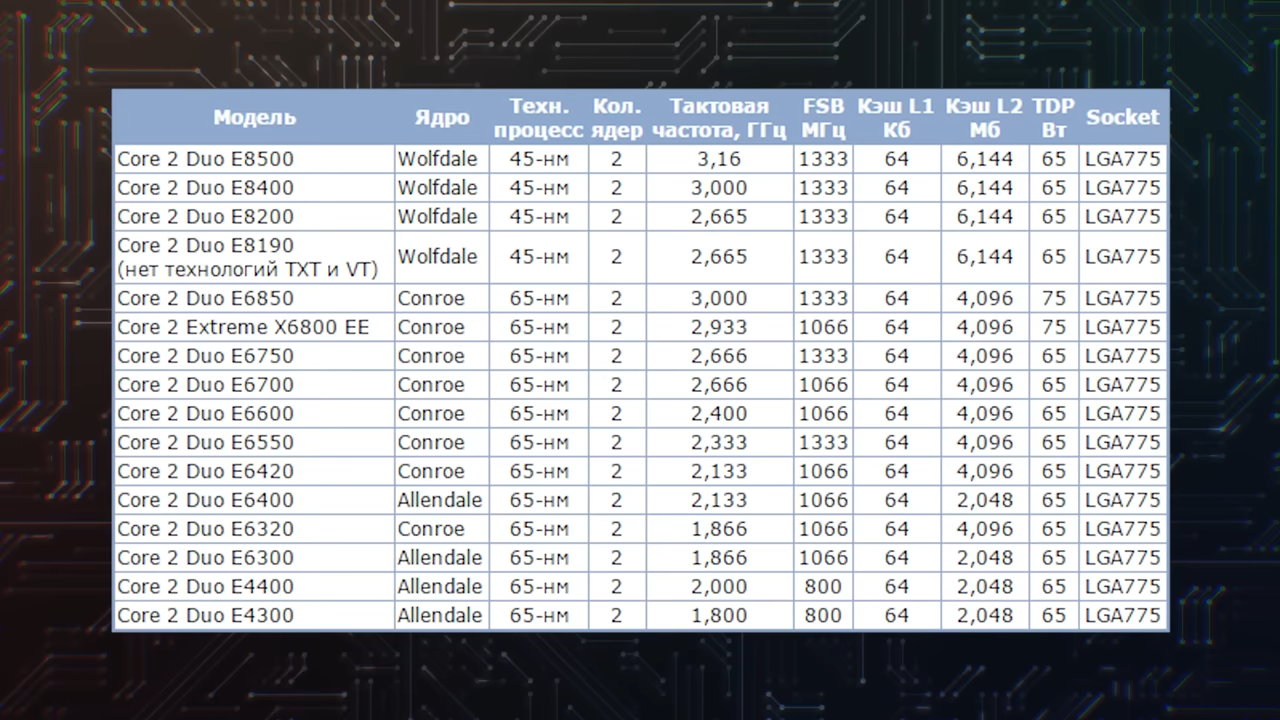 Модель Ядро Техн. процесс Кол. ядер Тактовая частота, ГГц FSB МГц Кэш L1 Кб Кэш L2 Мб TDP Вт Socket
Core 2 Duo E8500 Wolfdale 45-нм 2 3,16 1333 64 6,144 65 LGA775
Core 2 Duo E8400 Wolfdale 45-нм 2 3,000 1333 64 6,144 65 LGA775
Core 2 Duo E8200 Wolfdale 45-нм 2 2,665 1333 64 6,144 65 LGA775
Core 2 Duo E8190
(нет технологий TXT и VT) Wolfdale 45-нм 2 2,665 1333 64 6,144 65 LGA775
Core 2 Duo E6850 Conroe 65-нм 2 3,000 1333 64 4,096 75 LGA775
Core 2 Extreme X6800 EE Conroe 65-нм 2 2,933 1066 64 4,096 75 LGA775
Core 2 Duo E6750 Conroe 65-нм 2 2,666 1333 64 4,096 65 LGA775
Core 2 Duo E6700 Conroe 65-нм 2 2,666 1066 64 4,096 65 LGA775
Core 2 Duo E6600 Conroe 65-нм 2 2,400 1066 64 4,096 65 LGA775
Core 2 Duo E6550 Conroe 65-нм 2 2,333 1333 64 4,096 65 LGA775
Core 2 Duo E6420 Conroe 65-нм 2 2,133 1066 64 4,096 65 LGA775
Core 2 Duo E6400 Allendale 65-нм 2 2,133 1066 64 2,048 65 LGA775
Core 2 Duo E6320 Conroe 65-нм 2 1,866 1066 64 4,096 65 LGA775
Core 2 Duo E6300 Allendale 65-нм 2 1,866 1066 64 2,048 65 LGA775
Core 2 Duo E4400 Allendale 65-нм 2 2,000 800 64 2,048 65 LGA775
Core 2 Duo E4300 Allendale 65-нм 2 1,800 800 64 2,048 65 LGA775